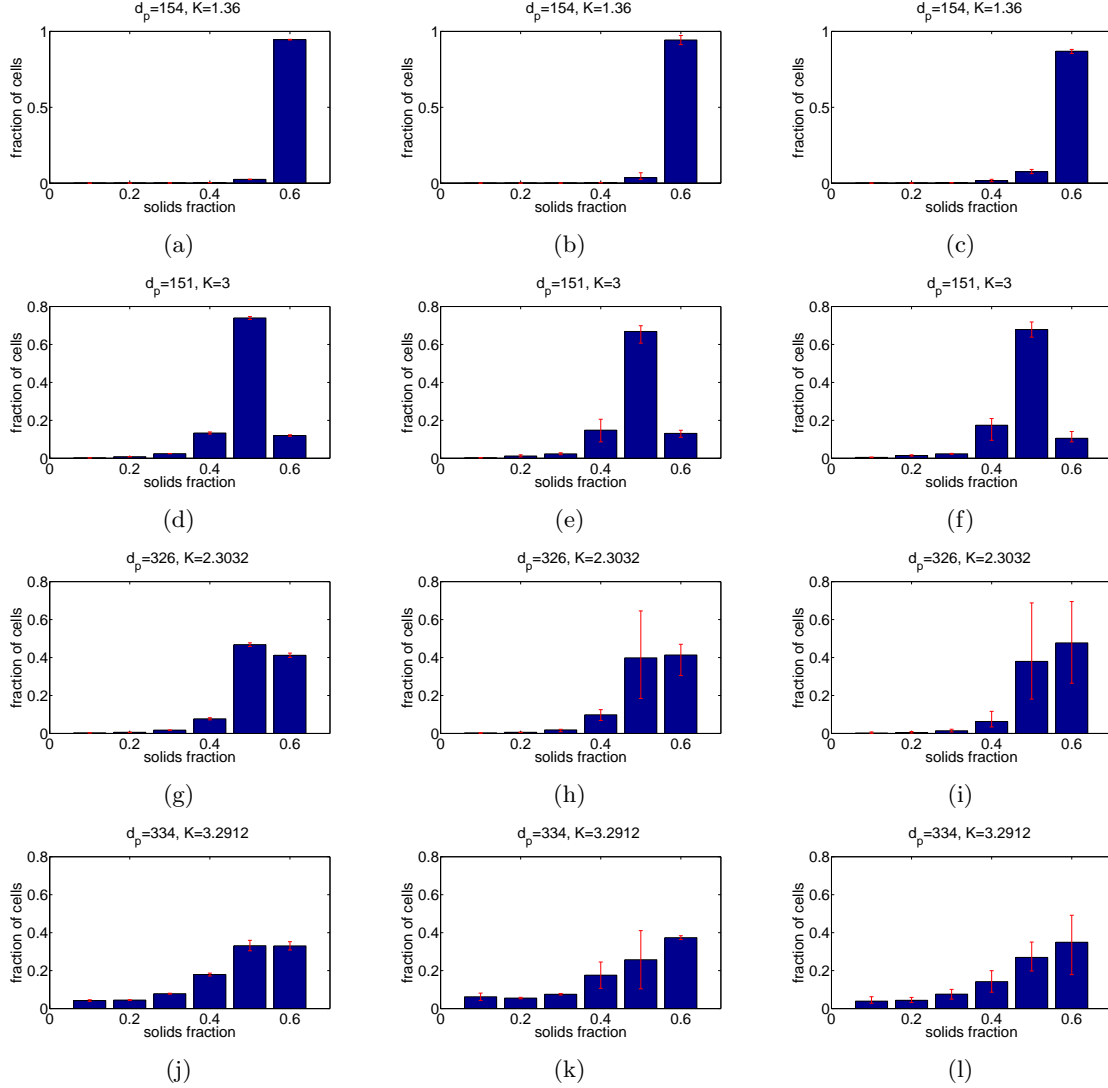 d_p=154, K=1.36
d_p=154, K=1.36
d_p=154, K=1.36
1
0.5
0
fraction of cells
0 0.2 0.4 0.6
solids fraction
1
0.5
0
fraction of cells
0 0.2 0.4 0.6
solids fraction
1
0.5
0
fraction of cells
0 0.2 0.4 0.6
solids fraction
(a)
(b)
(c)
d_p=151, K=3
d_p=151, K=3
d_p=151, K=3
0.8
0.6
0.4
0.2
0
fraction of cells
0 0.2 0.4 0.6
solids fraction
0.8
0.6
0.4
0.2
0
fraction of cells
0 0.2 0.4 0.6
solids fraction
0.8
0.6
0.4
0.2
0
fraction of cells
0 0.2 0.4 0.6
solids fraction
(d)
(e)
(f)
d_p=326, K=2.3032
d_p=326, K=2.3032
d_p=326, K=2.3032
0.8
0.6
0.4
0.2
0
fraction of cells
0 0.2 0.4 0.6
solids fraction
0.8
0.6
0.4
0.2
0
fraction of cells
0 0.2 0.4 0.6
solids fraction
0.8
0.6
0.4
0.2
0
fraction of cells
0 0.2 0.4 0.6
solids fraction
(g)
(h)
(i)
d_p=334, K=3.2912
d_p=334, K=3.2912
d_p=334, K=3.2912
0.8
0.6
0.4
0.2
0
fraction of cells
0 0.2 0.4 0.6
solids fraction
0.8
0.6
0.4
0.2
0
fraction of cells
0 0.2 0.4 0.6
solids fraction
0.8
0.6
0.4
0.2
0
fraction of cells
0 0.2 0.4 0.6
solids fraction
(j)
(k)
(l)